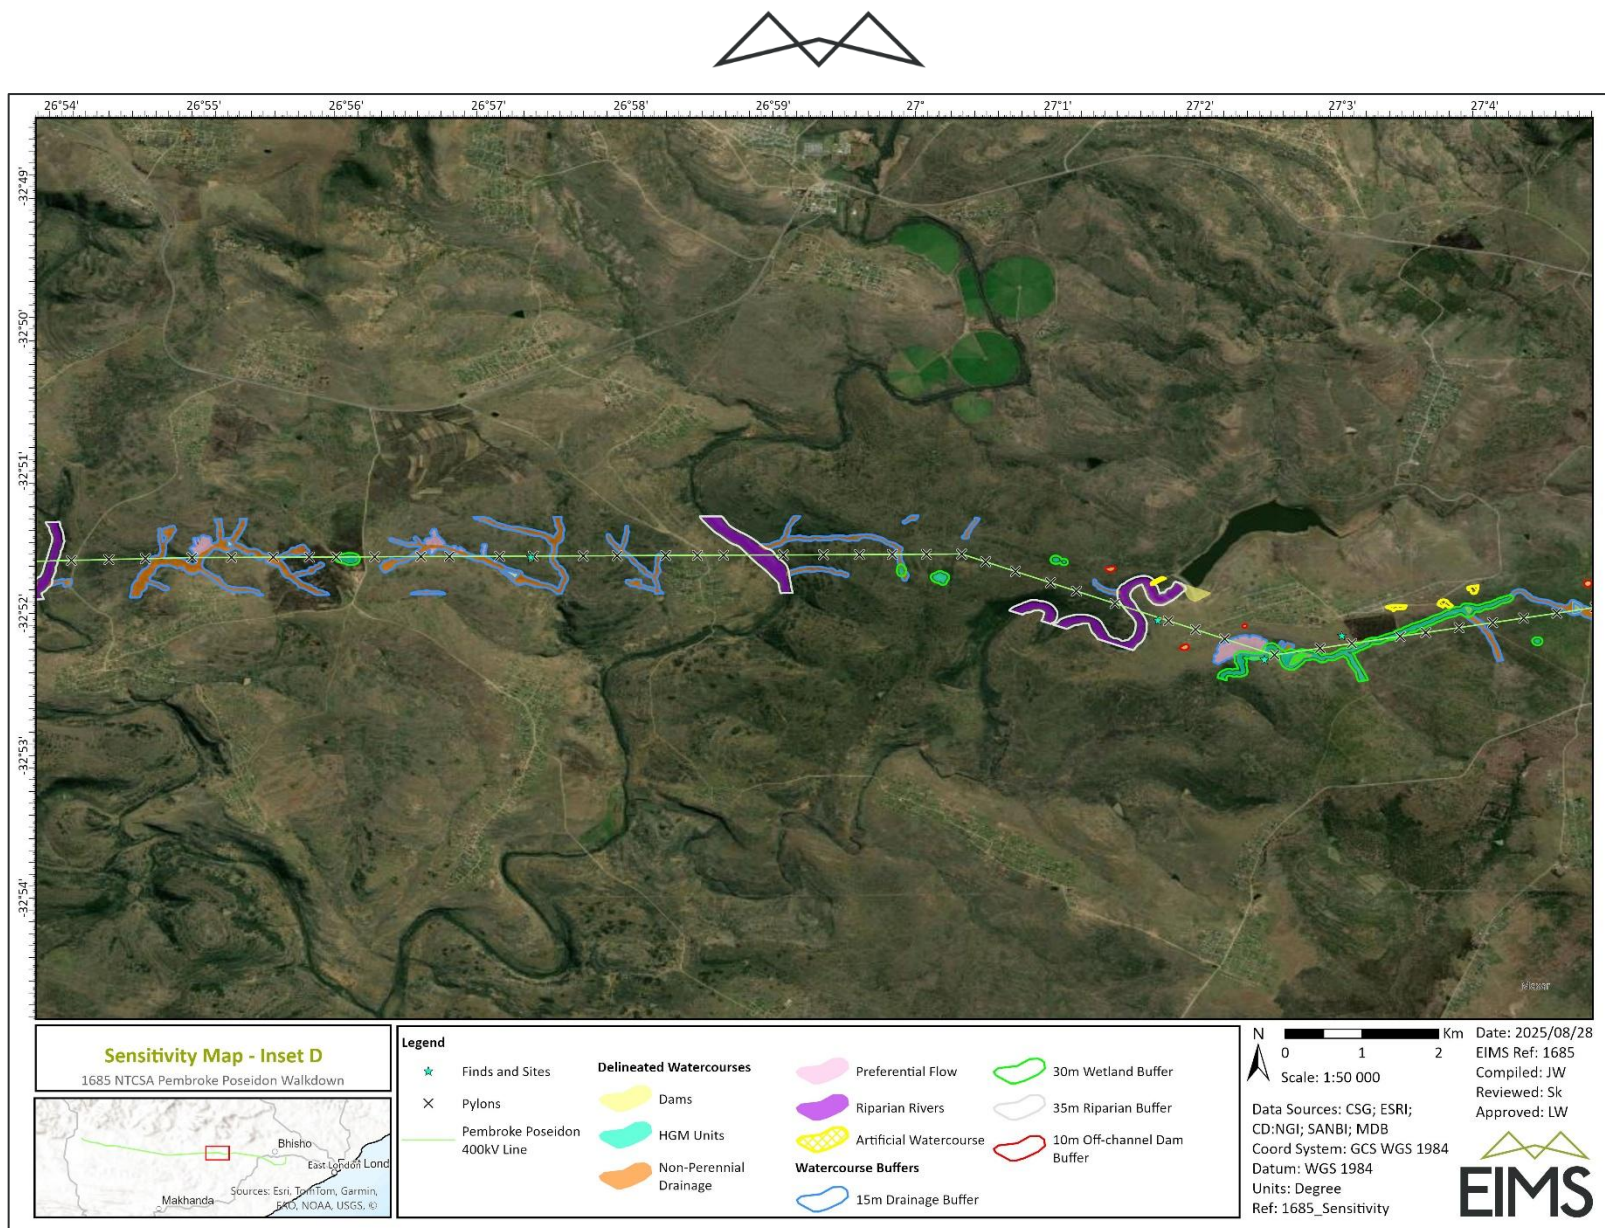 26°54' 26°55' 26°56' 26°57' 26°58' 26°59' 27° 27°1' 27°2' 27°3' 27°4'
-32°49'
-32°50'
-32°51'
-32°52'
-32°53'
-32°54'
Maxar
Sensitivity Map - Inset D
1685 NTCSA Pembroke Poseidon Walkdown
Bhisho
East London
Makhanda
Sources: Esri, TomTom, Garmin,
FAO, NOAA, USGS, ©
Legend
Finds and Sites
Pylons
Pembroke Poseidon
400kV Line
Delineated Watercourses
Dams
HGM Units
Non-Perennial
Drainage
Preferential Flow
Riparian Rivers
Artificial Watercourse
Watercourse Buffers
15m Drainage Buffer
30m Wetland Buffer
35m Riparian Buffer
10m Off-channel Dam
Buffer
N
Km
0 1 2
Scale: 1:50 000
Data Sources: CSG; ESRI;
CD:NGI; SANBI; MDB
Coord System: GCS WGS 1984
Datum: WGS 1984
Units: Degree
Ref: 1685_Sensitivity
Date: 2025/08/28
EIMS Ref: 1685
Compiled: JW
Reviewed: Sk
Approved: LW
EIMS